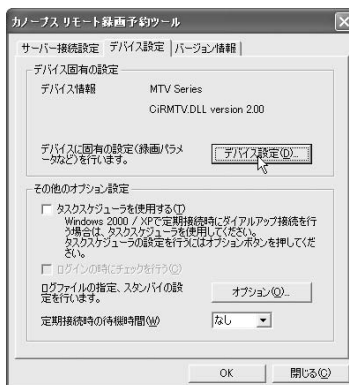 カノープス リモート録画予約ツール
サーバー接続設定 デバイス設定 バージョン情報
デバイス固有の設定
デバイス情報 MTV Series
CiRMTV.DLL version 2.00
デバイスに固有の設定(録画パラメ
ータなど)を行います。
デバイス設定(D)...
その他のオプション設定
タスクスケジューラを使用する(T)
Windows 2000 / XPで定期接続時にダイアルアップ接続を行
う場合は、タスクスケジューラを使用してください。
タスクスケジューラの設定を行うにはオプションボタンを押してくだ
さい。
ログインの時にチェックを行う(C)
ログファイルの指定、スタンバイの設
定を行います。
オプション(O)...
定期接続時の待機時間(W) なし
OK 閉じる(C)